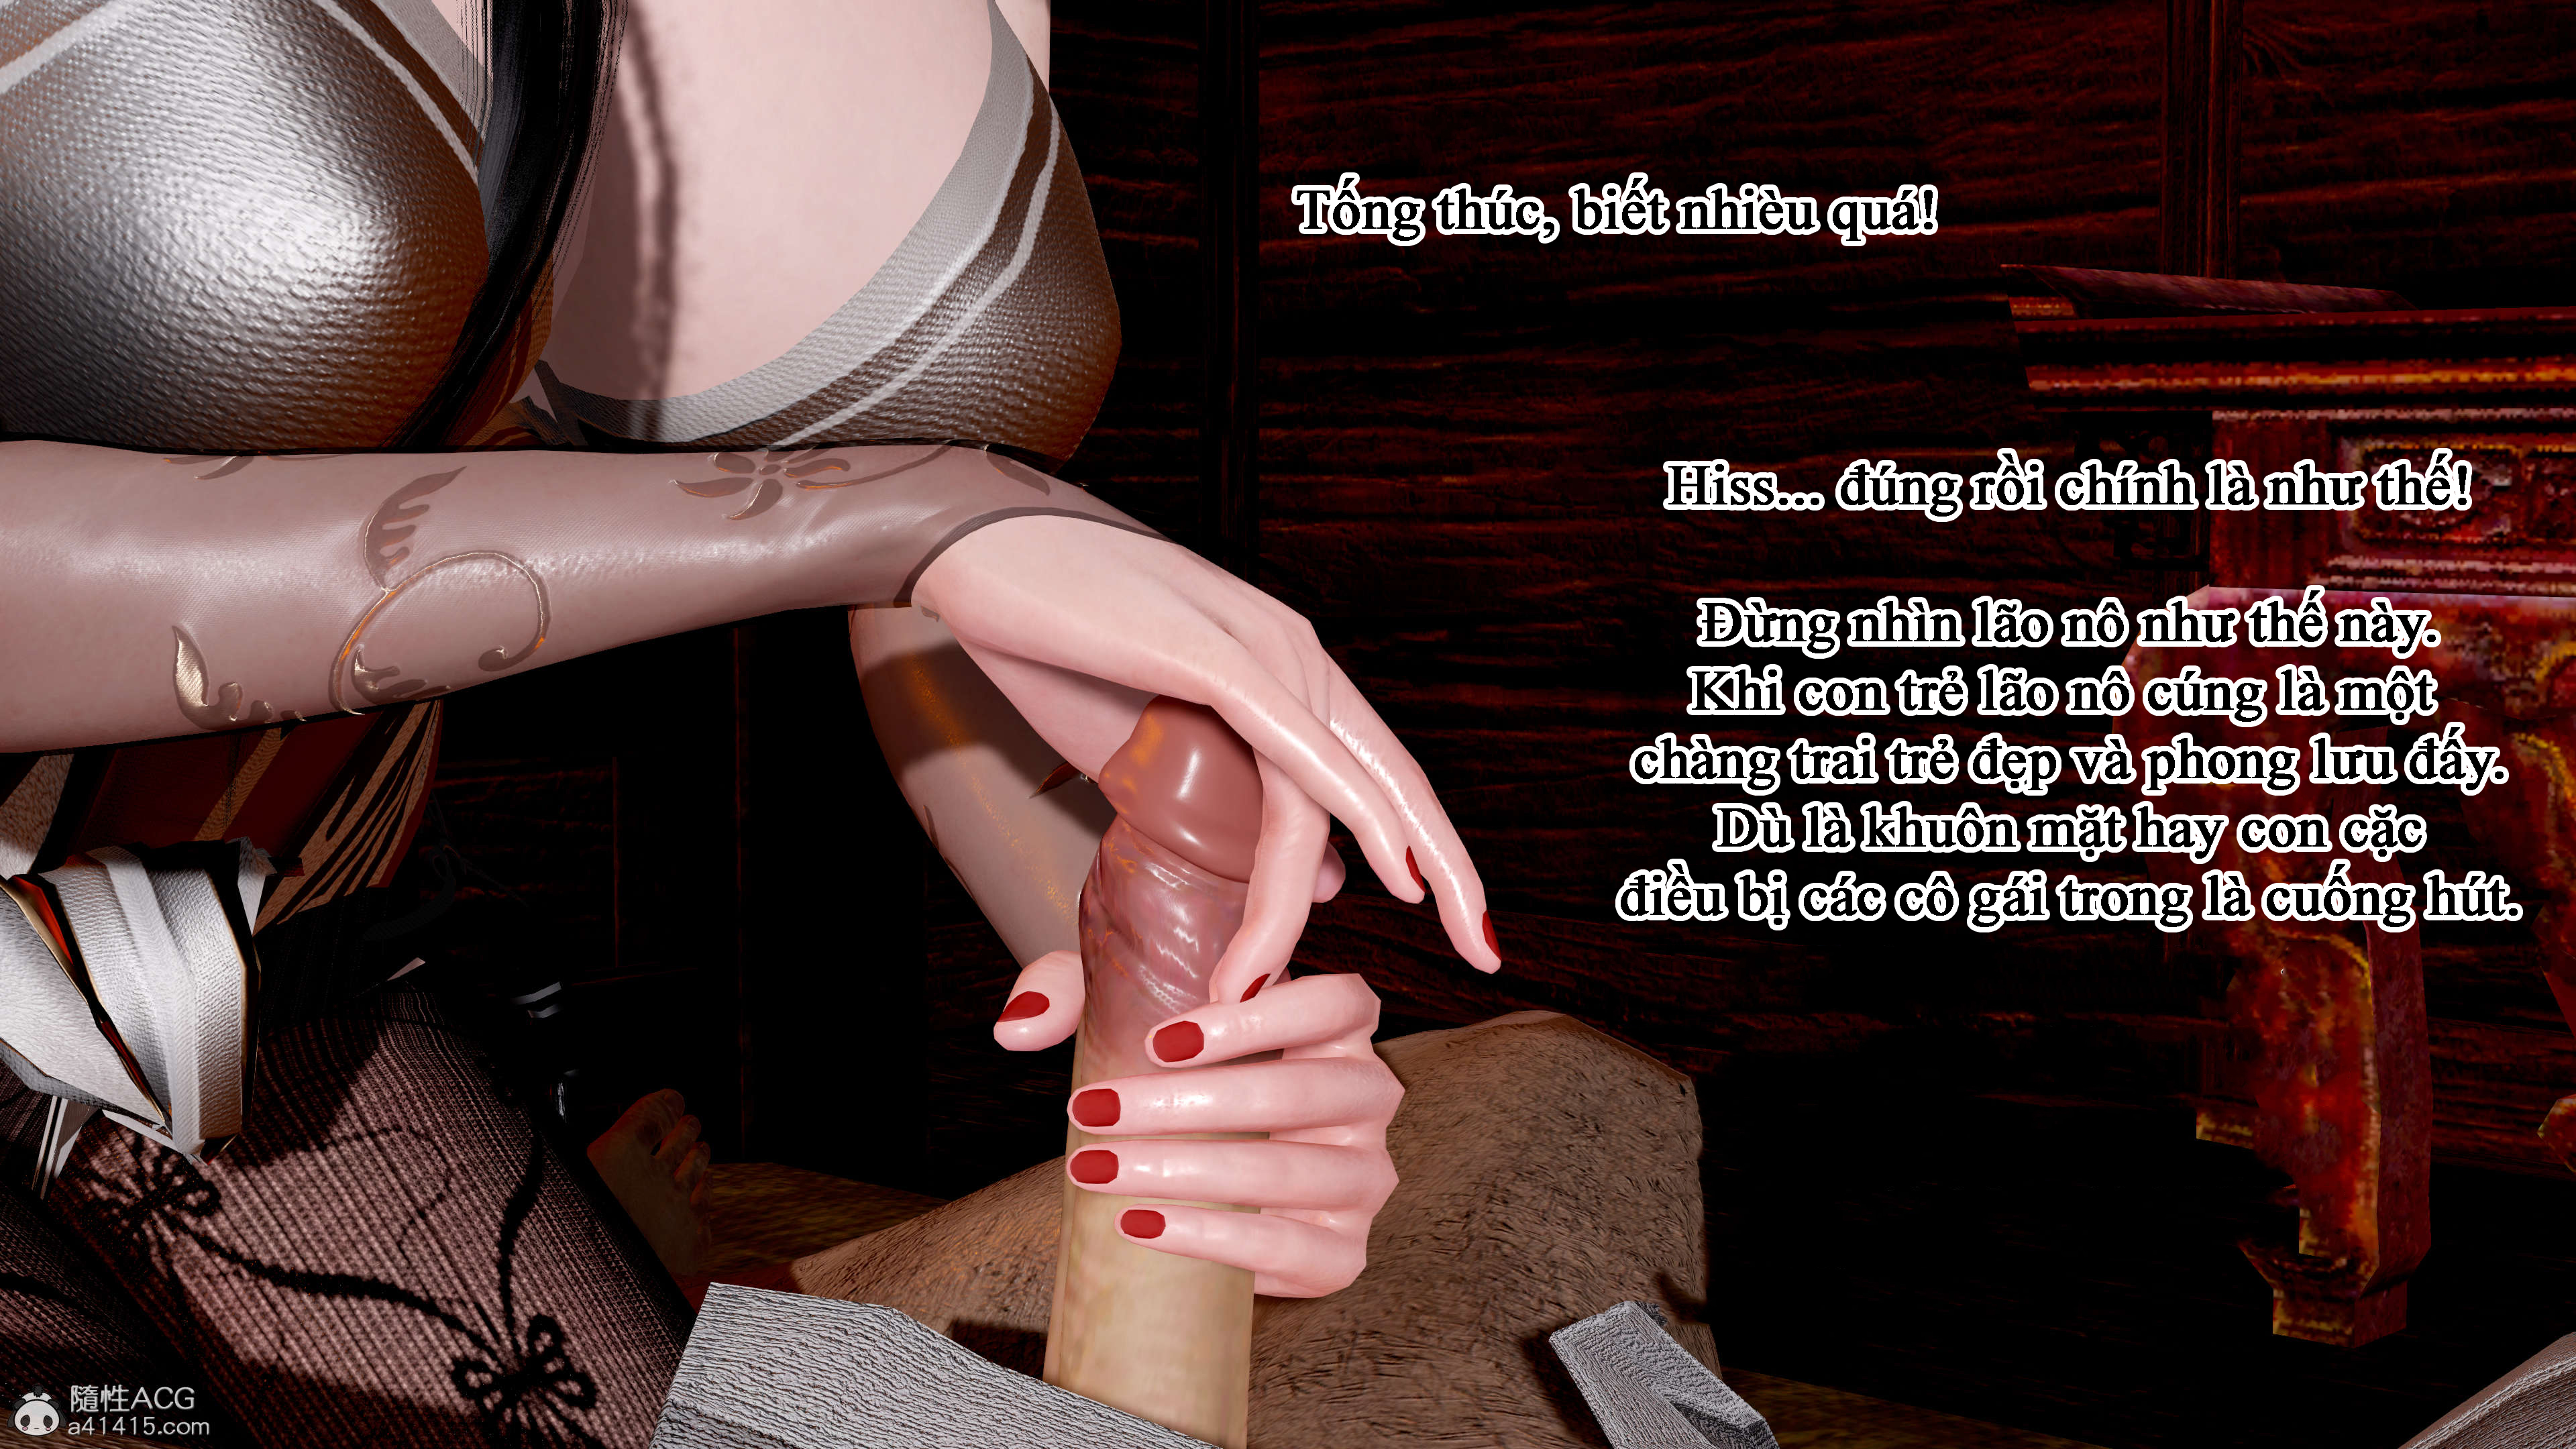 Tống thúc, biết nhièu quá!
Hiss... đúng rồi chính là như thế!
Đừng nhìn lão nô như thế này.
Khi con trẻ lão nô cúng là một
chàng trai trẻ đẹp và phong lưu đấy.
Dù là khuôn mặt hay con cặc
điều bị các cô gái trong là cuống hút.
隨性ACG
a41415.com